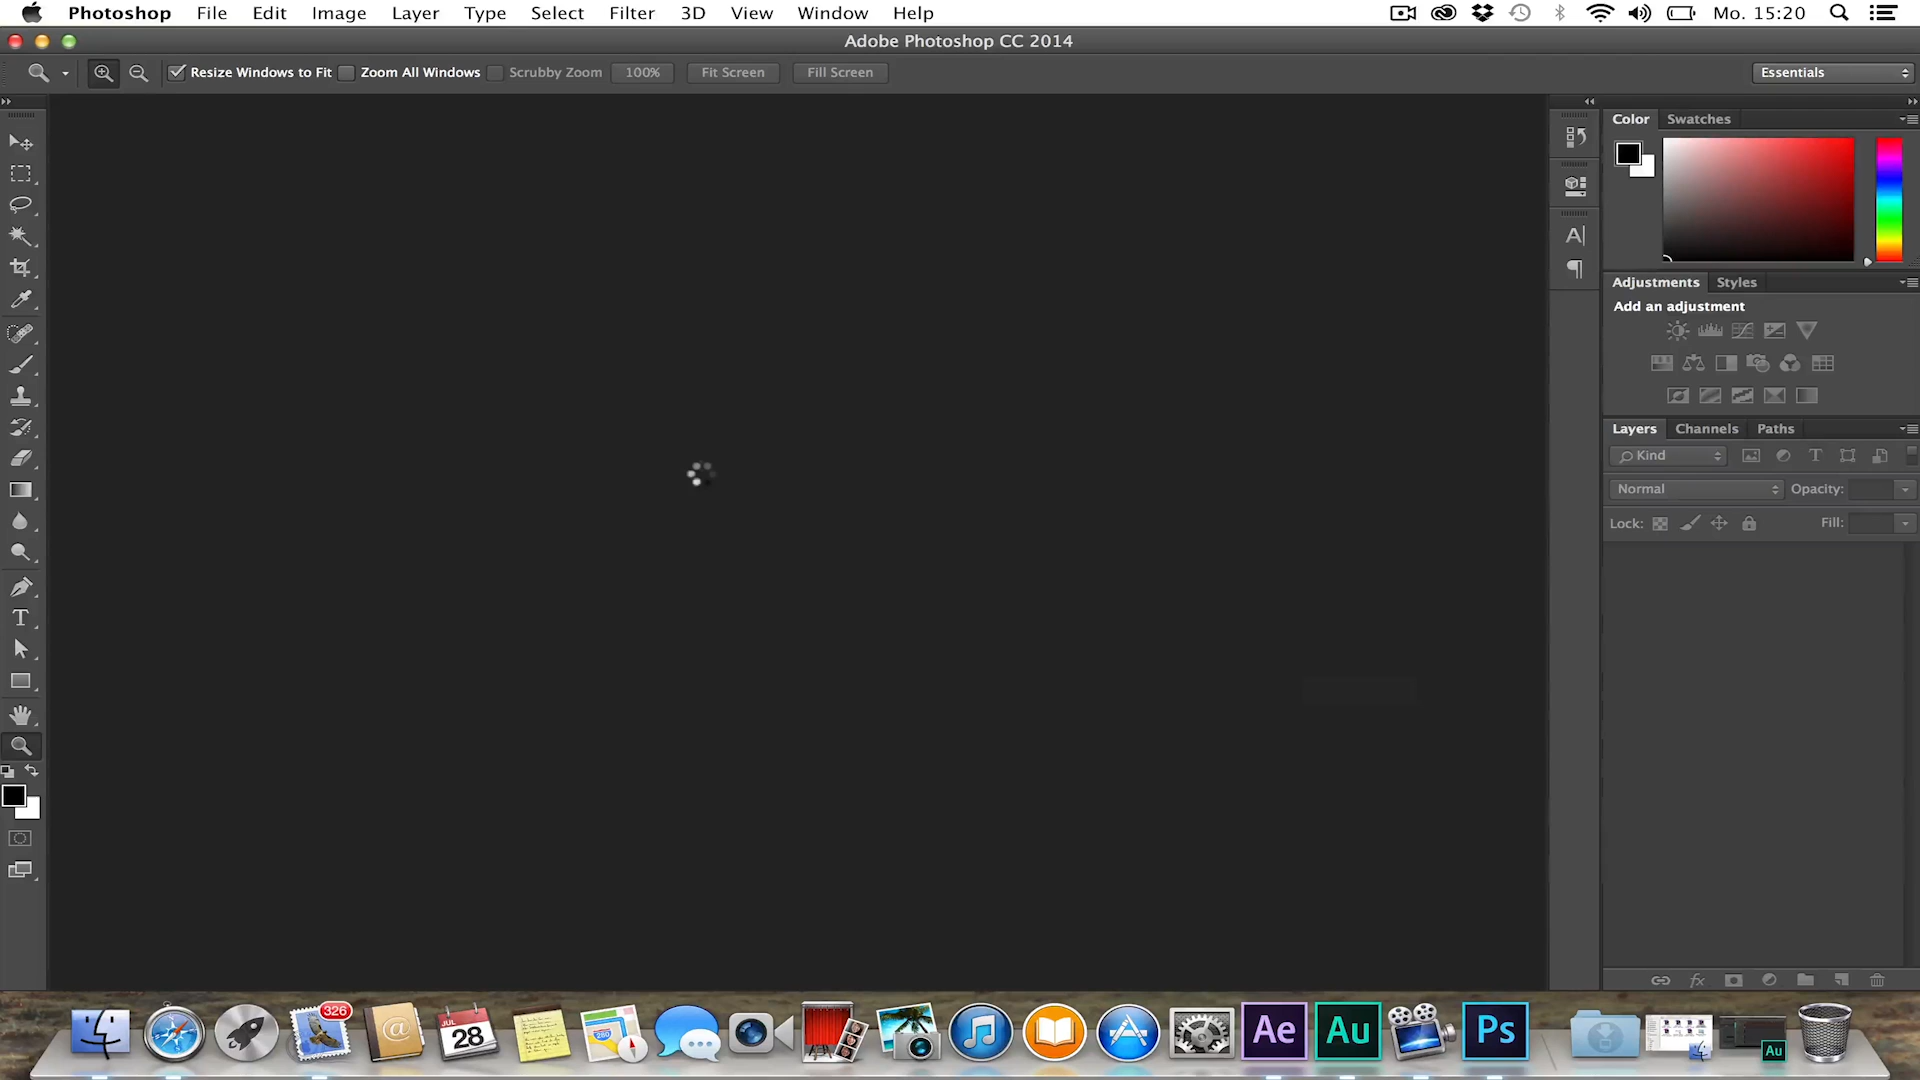 Photoshop File Edit Image Layer Type Select Filter 3D View Window Help Mo. 15:20
Adobe Photoshop CC 2014
Resize Windows to Fit Zoom All Windows Scrubby Zoom 100% Fit Screen Fill Screen Essentials
Color Swatches
Adjustments Styles
Add an adjustment
Layers Channels Paths
Kind
Normal Opacity:
Lock: Fill:
A
T
326
JUL
28
@
Ae
Au
Ps
Au